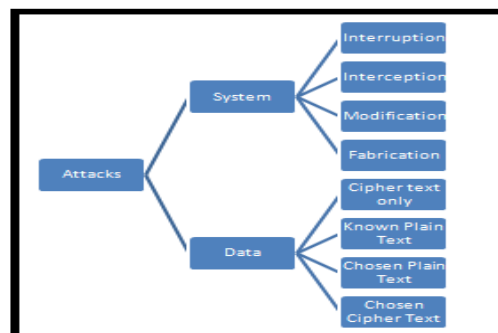 Attacks
System
Interruption
Interception
Modification
Fabrication
Data
Cipher text
only
Known Plain
Text
Chosen Plain
Text
Chosen
Cipher Text